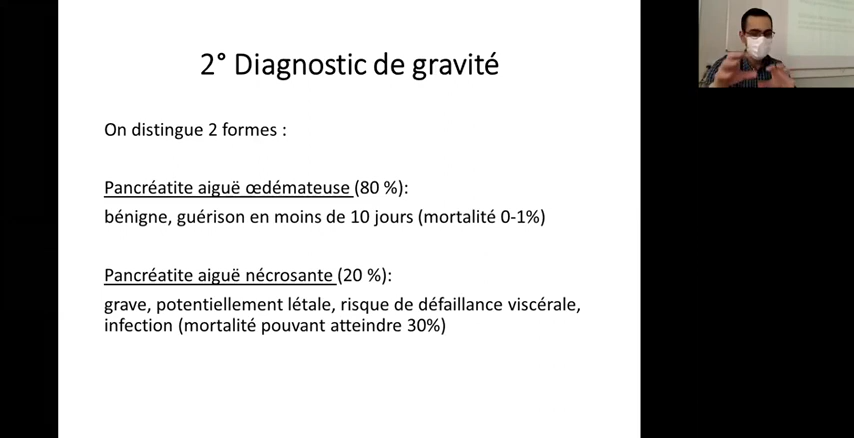 2° Diagnostic de gravité
On distingue 2 formes :
Pancréatite aiguë œdémateuse (80 %):
bénigne, guérison en moins de 10 jours (mortalité 0-1%)
Pancréatite aiguë nécrosante (20 %):
grave, potentiellement létale, risque de défaillance viscérale,
infection (mortalité pouvant atteindre 30%)